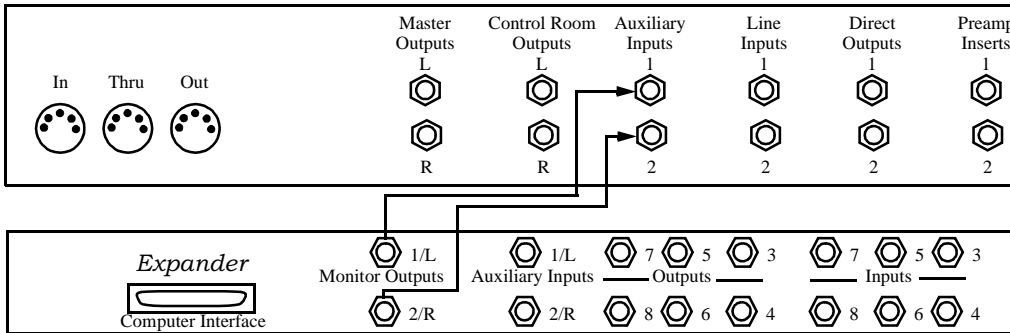 Master Control Room Auxiliary Line Direct Preamp
Outputs Outputs Inputs Inputs Outputs Inserts
L L 1 1 1 1
In Thru Out
R R 2 2 2 2
Expander 1/L 1/L 7 5 3 7 5 3
Monitor Outputs Auxiliary Inputs Outputs Inputs
Computer Interface 2/R 2/R 8 6 4 8 6 4